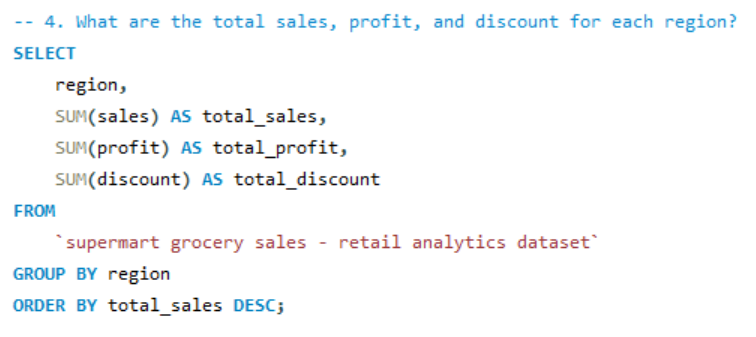 -- 4. What are the total sales, profit, and discount for each region?
SELECT
    region,
    SUM(sales) AS total_sales,
    SUM(profit) AS total_profit,
    SUM(discount) AS total_discount
FROM
    `supermart grocery sales - retail analytics dataset`
GROUP BY region
ORDER BY total_sales DESC;